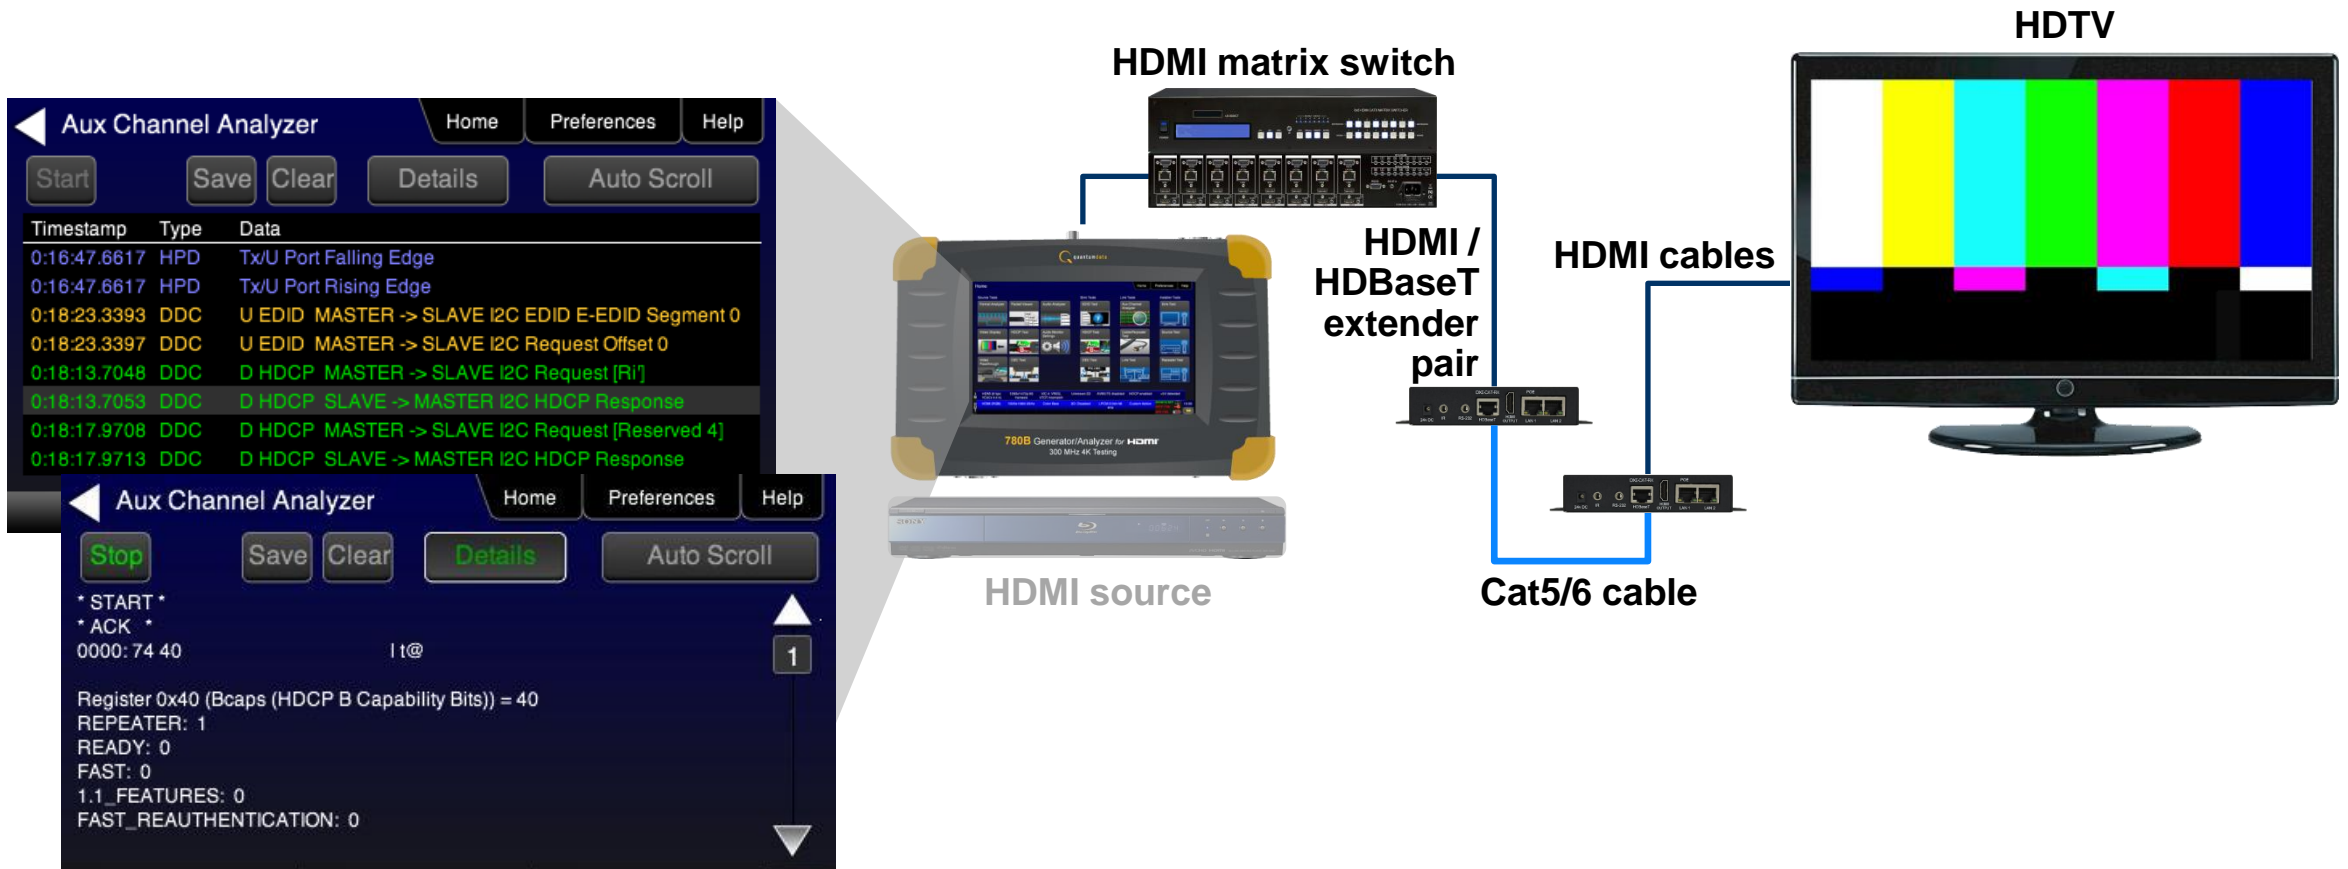 HDTV
HDMI matrix switch
Aux Channel Analyzer
Home
Preferences
Help
Start
Save
Clear
Details
Auto Scroll
Timestamp Type Data
0:16:47.6617 HPD Tx/U Port Falling Edge
0:16:47.6617 HPD Tx/U Port Rising Edge
0:18:23.3393 DDC U EDID MASTER -> SLAVE I2C EDID E-EDID Segment 0
0:18:23.3397 DDC U EDID MASTER -> SLAVE I2C Request Offset 0
0:18:13.7048 DDC D HDCP MASTER -> SLAVE I2C Request [Ri']
0:18:13.7053 DDC D HDCP SLAVE -> MASTER I2C HDCP Response
0:18:17.9708 DDC D HDCP MASTER -> SLAVE I2C Request [Reserved 4]
0:18:17.9713 DDC D HDCP SLAVE -> MASTER I2C HDCP Response
Aux Channel Analyzer
Home
Preferences
Help
Stop
Save
Clear
Details
Auto Scroll
* START *
* ACK *
0000: 74 40 | t@
1
Register 0x40 (Bcaps (HDCP B Capability Bits)) = 40
REPEATER: 1
READY: 0
FAST: 0
1.1_FEATURES: 0
FAST_REAUTHENTICATION: 0
quantumdata
Home
Home Preferences Help
780B Generator/Analyzer for HDMI
300 MHz 4K Testing
HDMI source
HDMI /
HDBaseT
extender
pair
HDMI cables
Cat5/6 cable